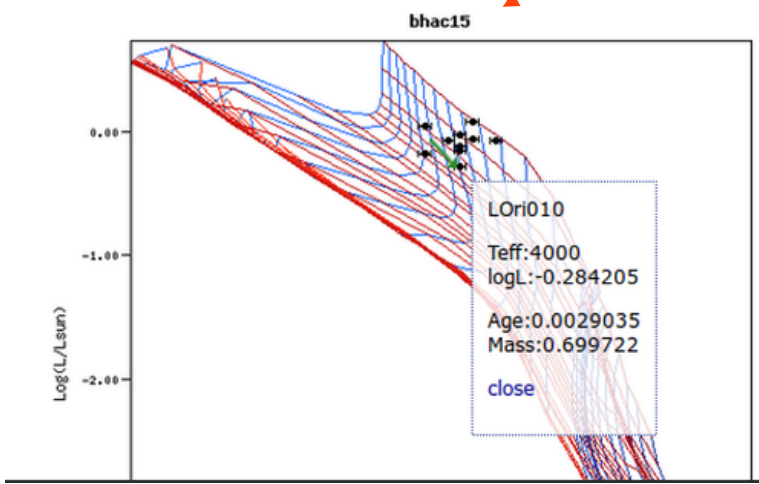 bhac15
0.00
LOri010
Teff:4000
logL:-0.284205
-1.00
Age:0.0029035
Mass:0.699722
Log(L/Lsun)
-2.00
close